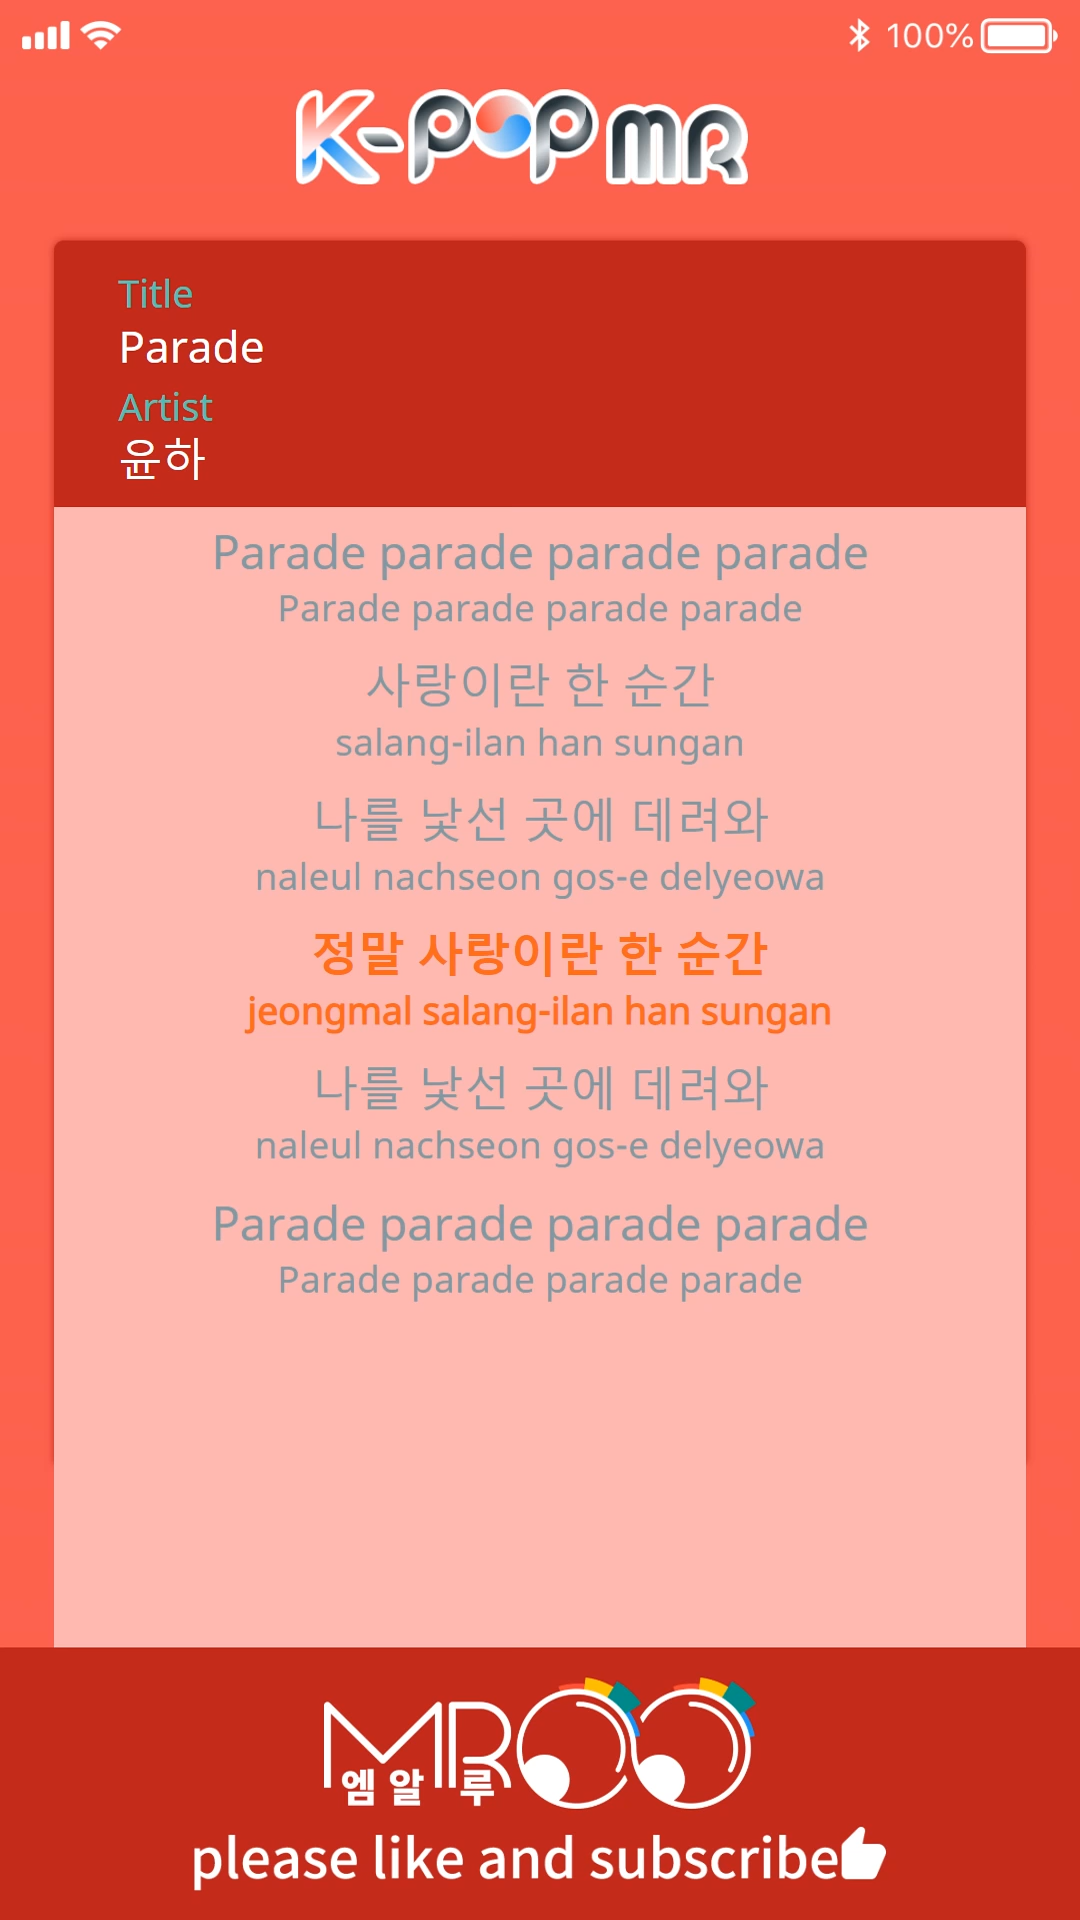 100%
K-POP MR
Title
Parade
Artist
윤하
Parade parade parade parade
Parade parade parade parade
사랑이란 한 순간
salang-ilan han sungan
나를 낯선 곳에 데려와
naleul nachseon gos-e delyeowa
정말 사랑이란 한 순간
jeongmal salang-ilan han sungan
나를 낯선 곳에 데려와
naleul nachseon gos-e delyeowa
Parade parade parade parade
Parade parade parade parade
MROO
엠알루
please like and subscribe